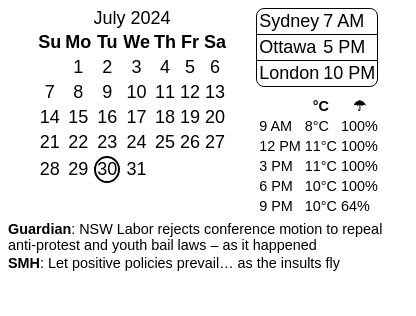 July 2024
Su Mo Tu We Th Fr Sa
1 2 3 4 5 6
7 8 9 10 11 12 13
14 15 16 17 18 19 20
21 22 23 24 25 26 27
28 29 30 31
Sydney 7 AM
Ottawa 5 PM
London 10 PM
°C ☂
9 AM 8°C 100%
12 PM 11°C 100%
3 PM 11°C 100%
6 PM 10°C 100%
9 PM 10°C 64%
Guardian: NSW Labor rejects conference motion to repeal
anti-protest and youth bail laws – as it happened
SMH: Let positive policies prevail… as the insults fly